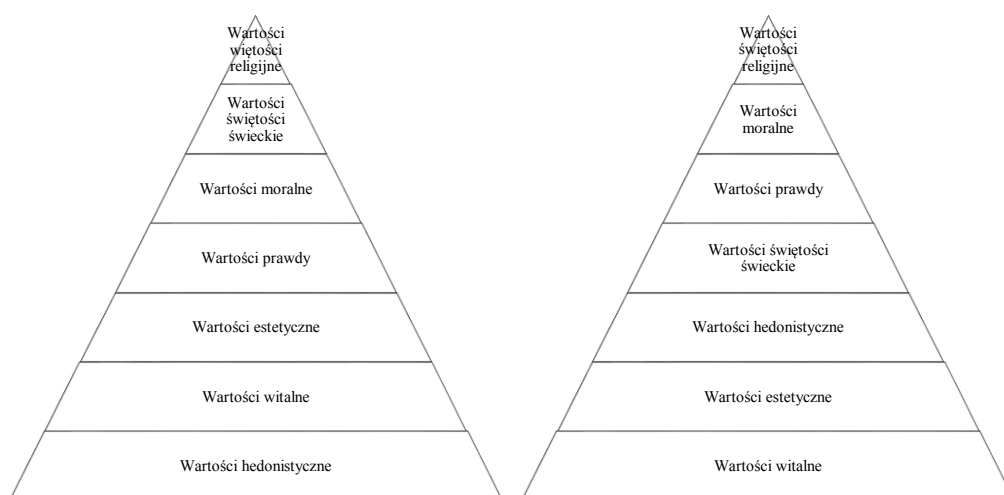 Wartości
więtości
religijne
Wartości
świętości
świeckie
Wartości moralne
Wartości prawdy
Wartości estetyczne
Wartości witalne
Wartości hedonistyczne
Wartości
świętości
religijne
Wartości
moralne
Wartości prawdy
Wartości świętości
świeckie
Wartości hedonistyczne
Wartości estetyczne
Wartości witalne